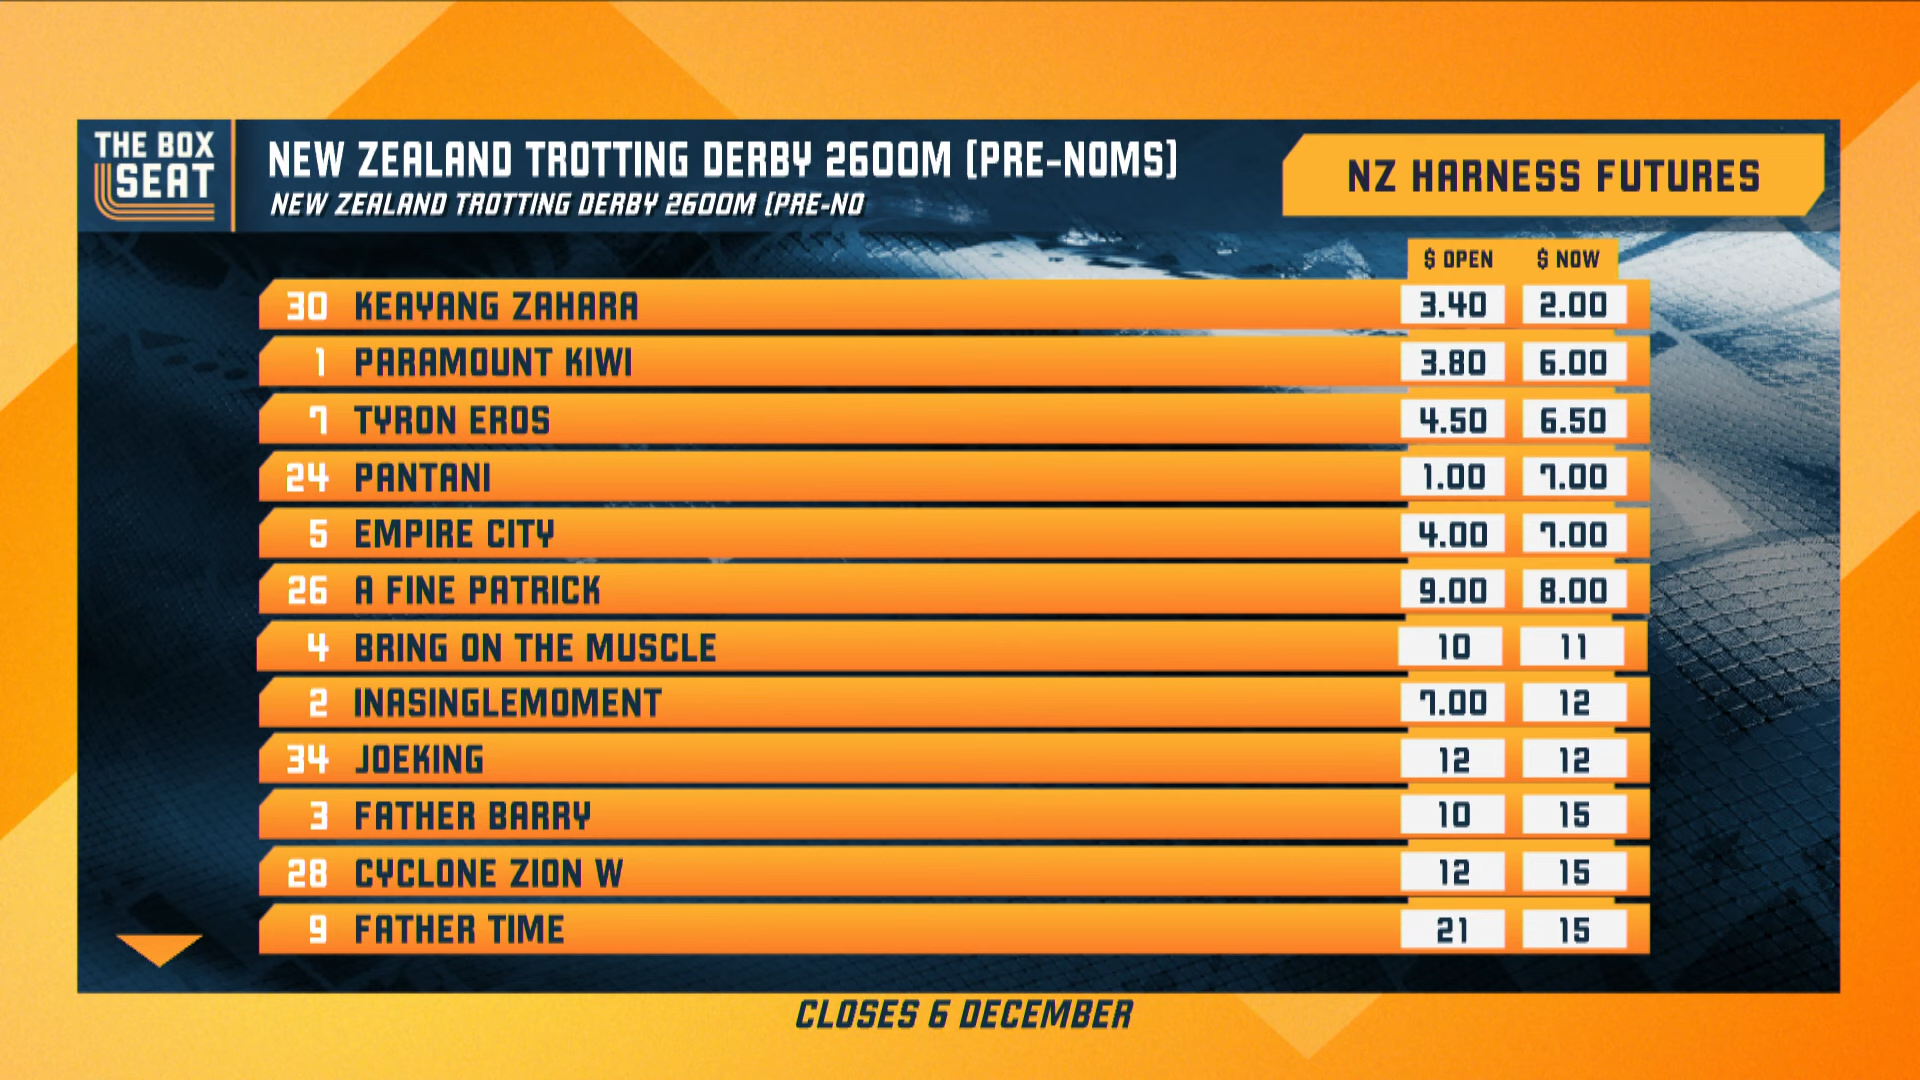 THE BOX
SEAT
NEW ZEALAND TROTTING DERBY 2600M (PRE-NOMS)
NEW ZEALAND TROTTING DERBY 2600M (PRE-NO
NZ HARNESS FUTURES
$ OPEN $ NOW
30 KEAYANG ZAHARA 3.40 2.00
1 PARAMOUNT KIWI 3.80 6.00
7 TYRON EROS 4.50 6.50
24 PANTANI 1.00 7.00
5 EMPIRE CITY 4.00 7.00
26 A FINE PATRICK 9.00 8.00
4 BRING ON THE MUSCLE 10 11
2 INASINGLEMOMENT 7.00 12
34 JOEKING 12 12
3 FATHER BARRY 10 15
28 CYCLONE ZION W 12 15
9 FATHER TIME 21 15
CLOSES 6 DECEMBER